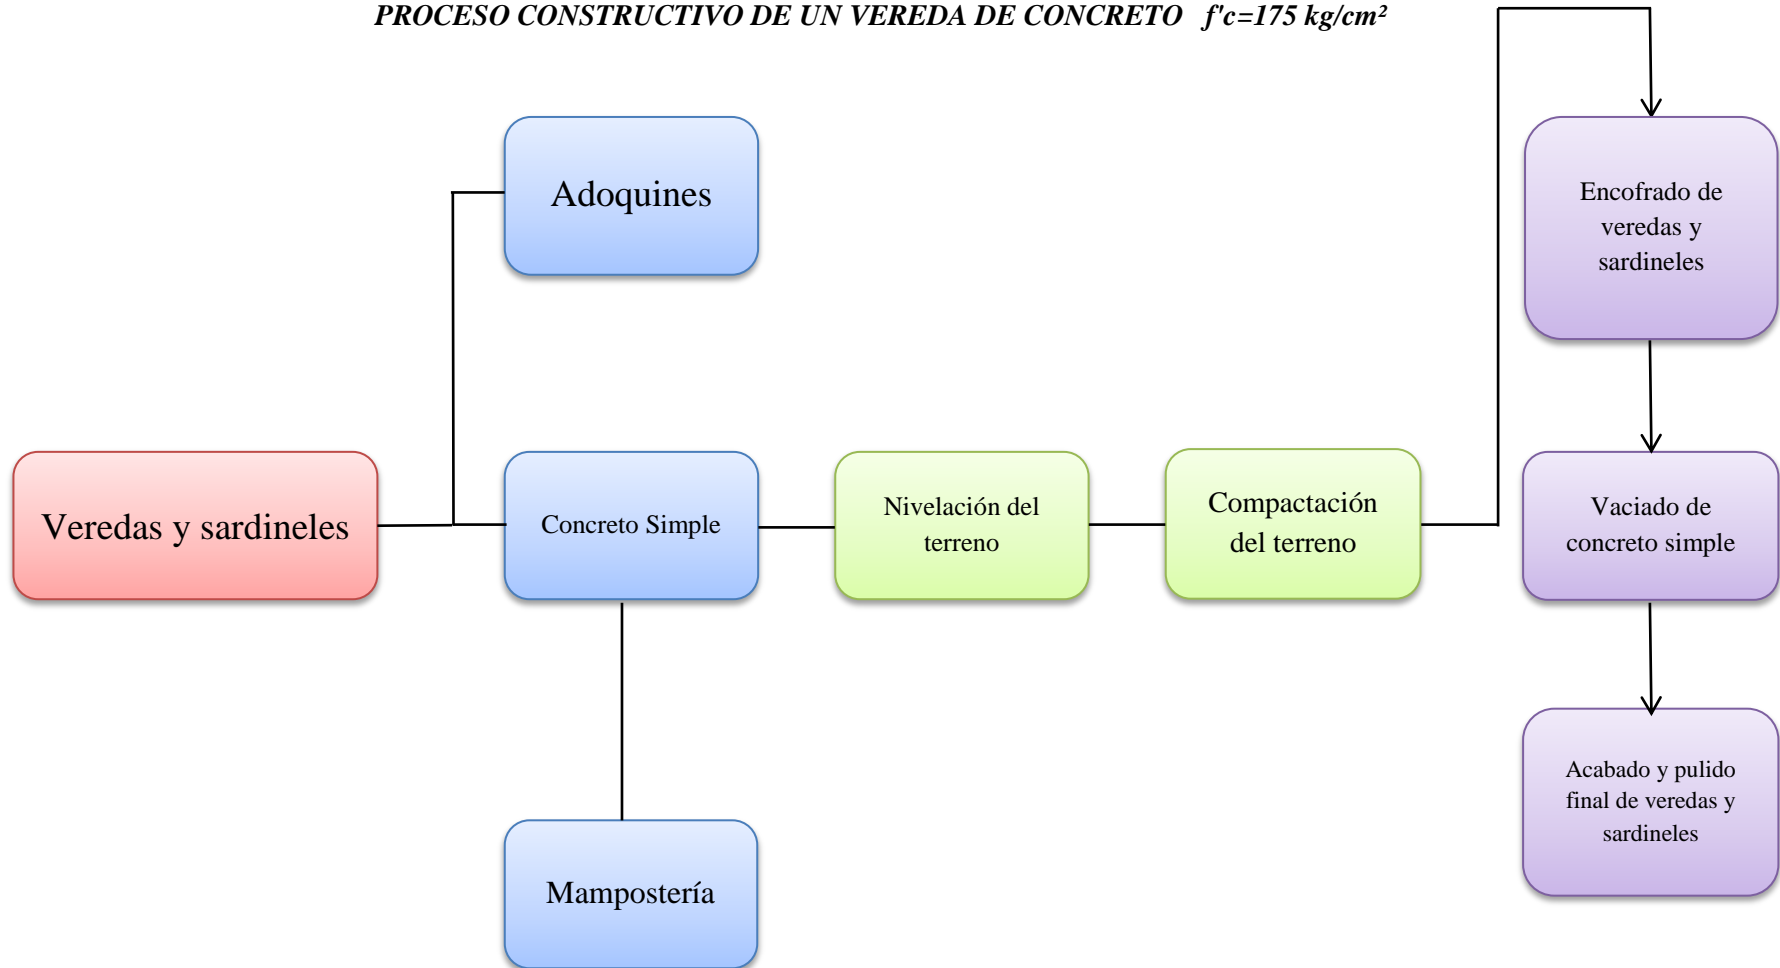 PROCESO CONSTRUCTIVO DE UN VEREDA DE CONCRETO f'c=175 kg/cm²
Adoquines
Encofrado de
veredas y
sardineles
Veredas y sardineles
Concreto Simple
Nivelación del
terreno
Compactación
del terreno
Vaciado de
concreto simple
Acabado y pulido
final de veredas y
sardineles
Mampostería